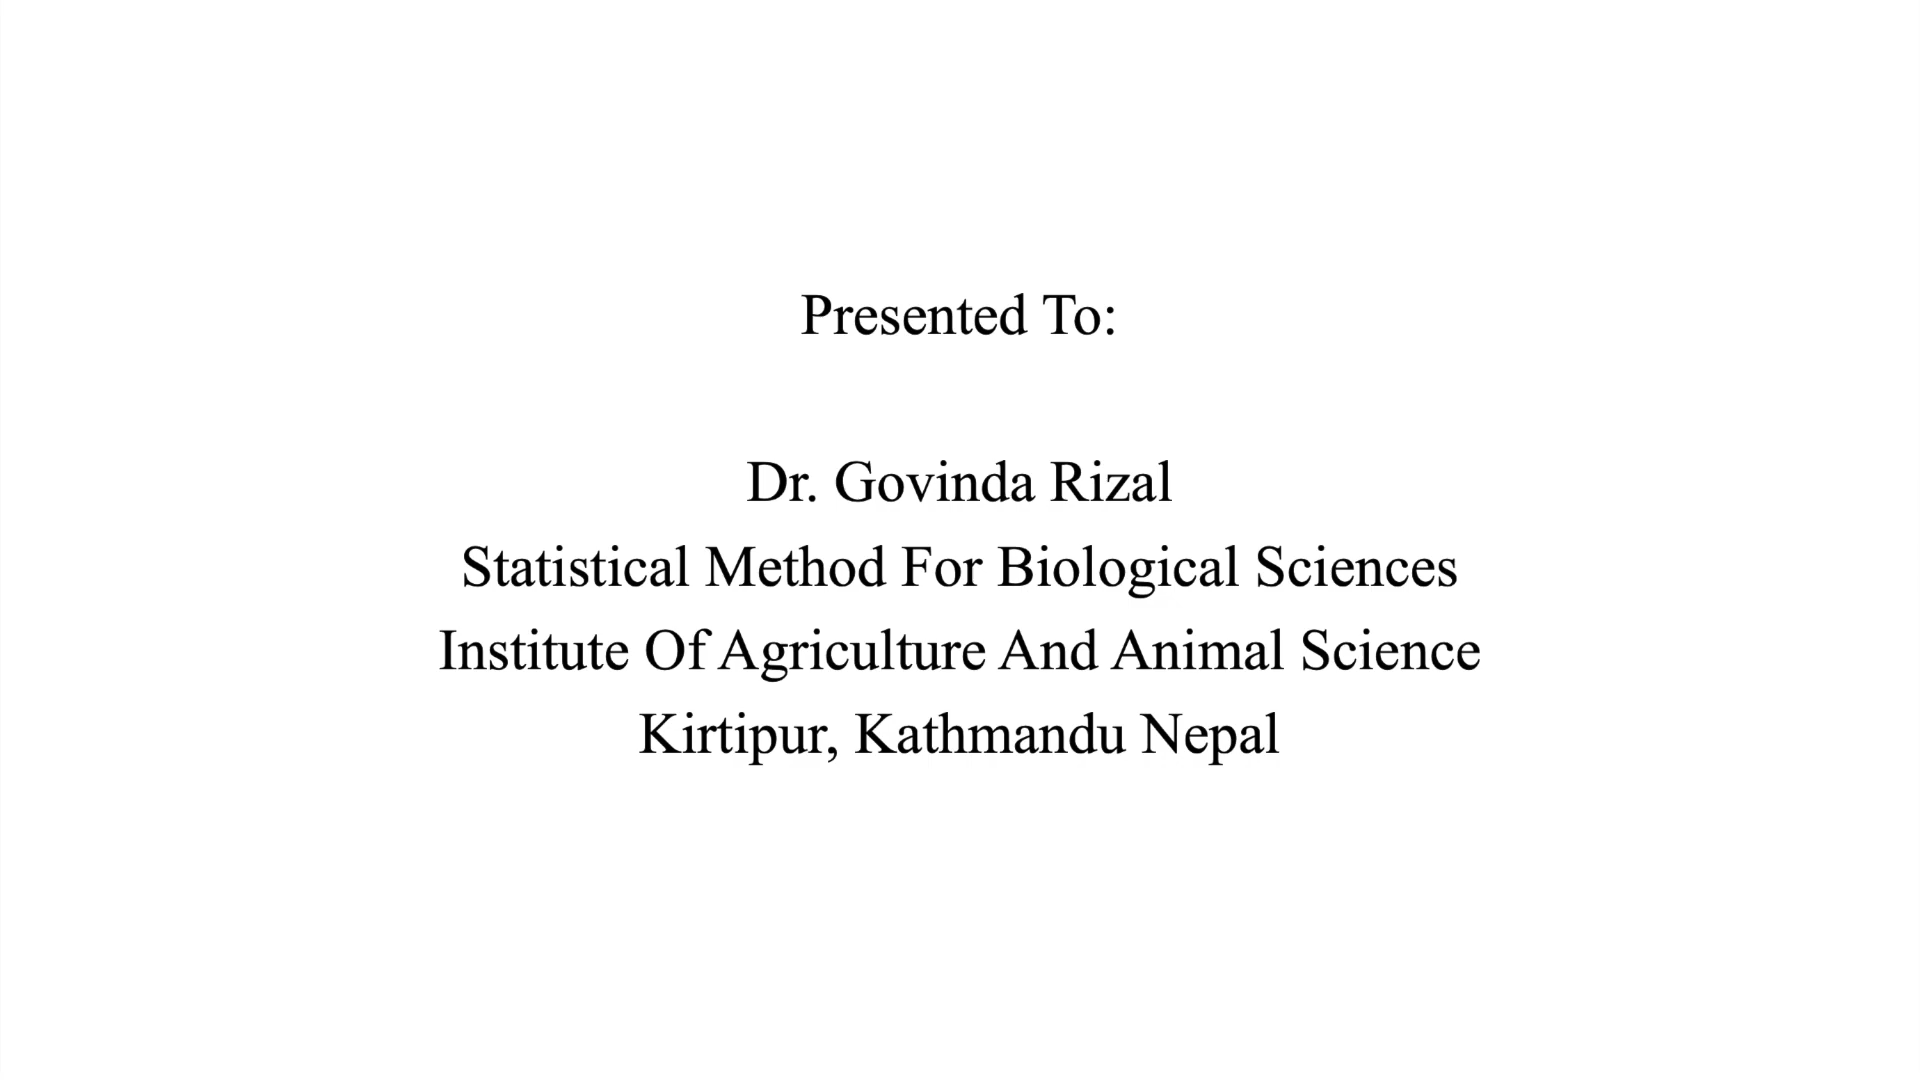 Presented To:
Dr. Govinda Rizal
Statistical Method For Biological Sciences
Institute Of Agriculture And Animal Science
Kirtipur, Kathmandu Nepal